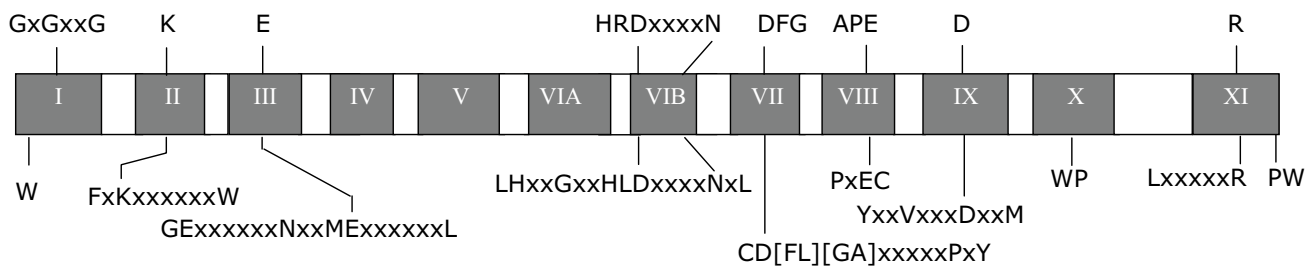 GxGxxG K E HRDxxxxN DFG APE D R
I II III IV V VIA VIB VII VIII IX X XI
W FxKxxxxxxW LHxxGxxHLDxxxxNxL PxEC WP LxxxxxR PW
GExxxxxxNxxMExxxxxxL YxxVxxxDxxM
CD[FL][GA]xxxxxPxY